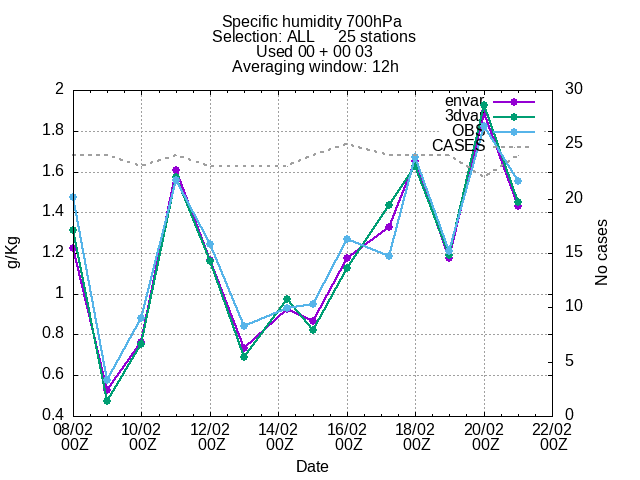 Specific humidity 700hPa
Selection: ALL 25 stations
Used 00 + 00 03
Averaging window: 12h
2
1.8
1.6
1.4
1.2
1
0.8
0.6
0.4
g/Kg
30
25
20
15
10
5
0
No cases
envar
3dvar
OBS
CASES
08/02 10/02 12/02 14/02 16/02 18/02 20/02 22/02
00Z 00Z 00Z 00Z 00Z 00Z 00Z 00Z
Date